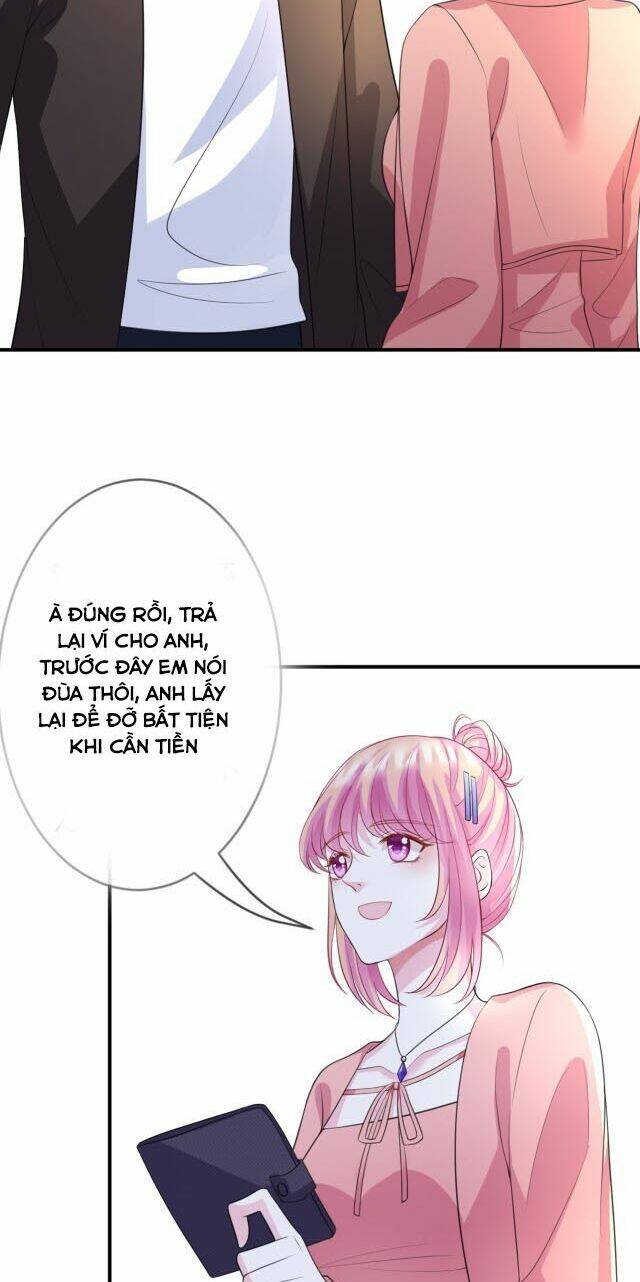 À ĐÚNG RỒI, TRẢ
LẠI VÍ CHO ANH,
TRƯỚC ĐÂY EM NÓI
ĐÙA THÔI, ANH LẤY
LẠI ĐỂ ĐỠ BẤT TIỆN
KHI CẦN TIỀN